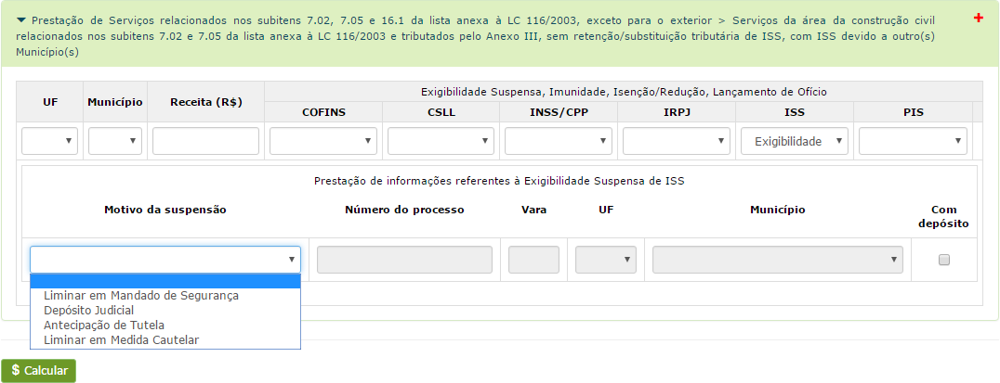 Prestação de Serviços relacionados nos subitens 7.02, 7.05 e 16.1 da lista anexa à LC 116/2003, exceto para o exterior > Serviços da área da construção civil
relacionados nos subitens 7.02 e 7.05 da lista anexa à LC 116/2003 e tributados pelo Anexo III, sem retenção/substituição tributária de ISS, com ISS devido a outro(s)
Município(s)
UF Município Receita (R$) Exigibilidade Suspensa, Imunidade, Isenção/Redução, Lançamento de Ofício
COFINS CSLL INSS/CPP IRPJ ISS PIS
Exigibilidade
Prestação de informações referentes à Exigibilidade Suspensa de ISS
Motivo da suspensão Número do processo Vara UF Município Com
depósito
Liminar em Mandado de Segurança
Depósito Judicial
Antecipação de Tutela
Liminar em Medida Cautelar
$ Calcular